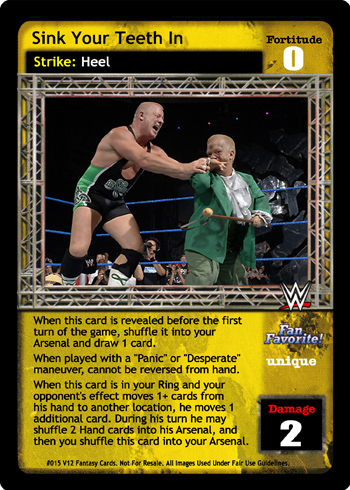 Sink Your Teeth In
Fortitude
0
Strike: Heel
W
Fan
Favorite!
unique
When this card is revealed before the first
turn of the game, shuffle it into your
Arsenal and draw 1 card.
When played with a "Panic" or "Desperate"
maneuver, cannot be reversed from hand.
When this card is in your Ring and your
opponent's effect moves 1+ cards from
his hand to another location, he moves 1
additional card. During his turn he may
shuffle 2 Hand cards into his Arsenal, and
then you shuffle this card into your Arsenal.
Damage
2
#015 V12 Fantasy Cards. Not For Resale. All Images Used Under Fair Use Guidelines.